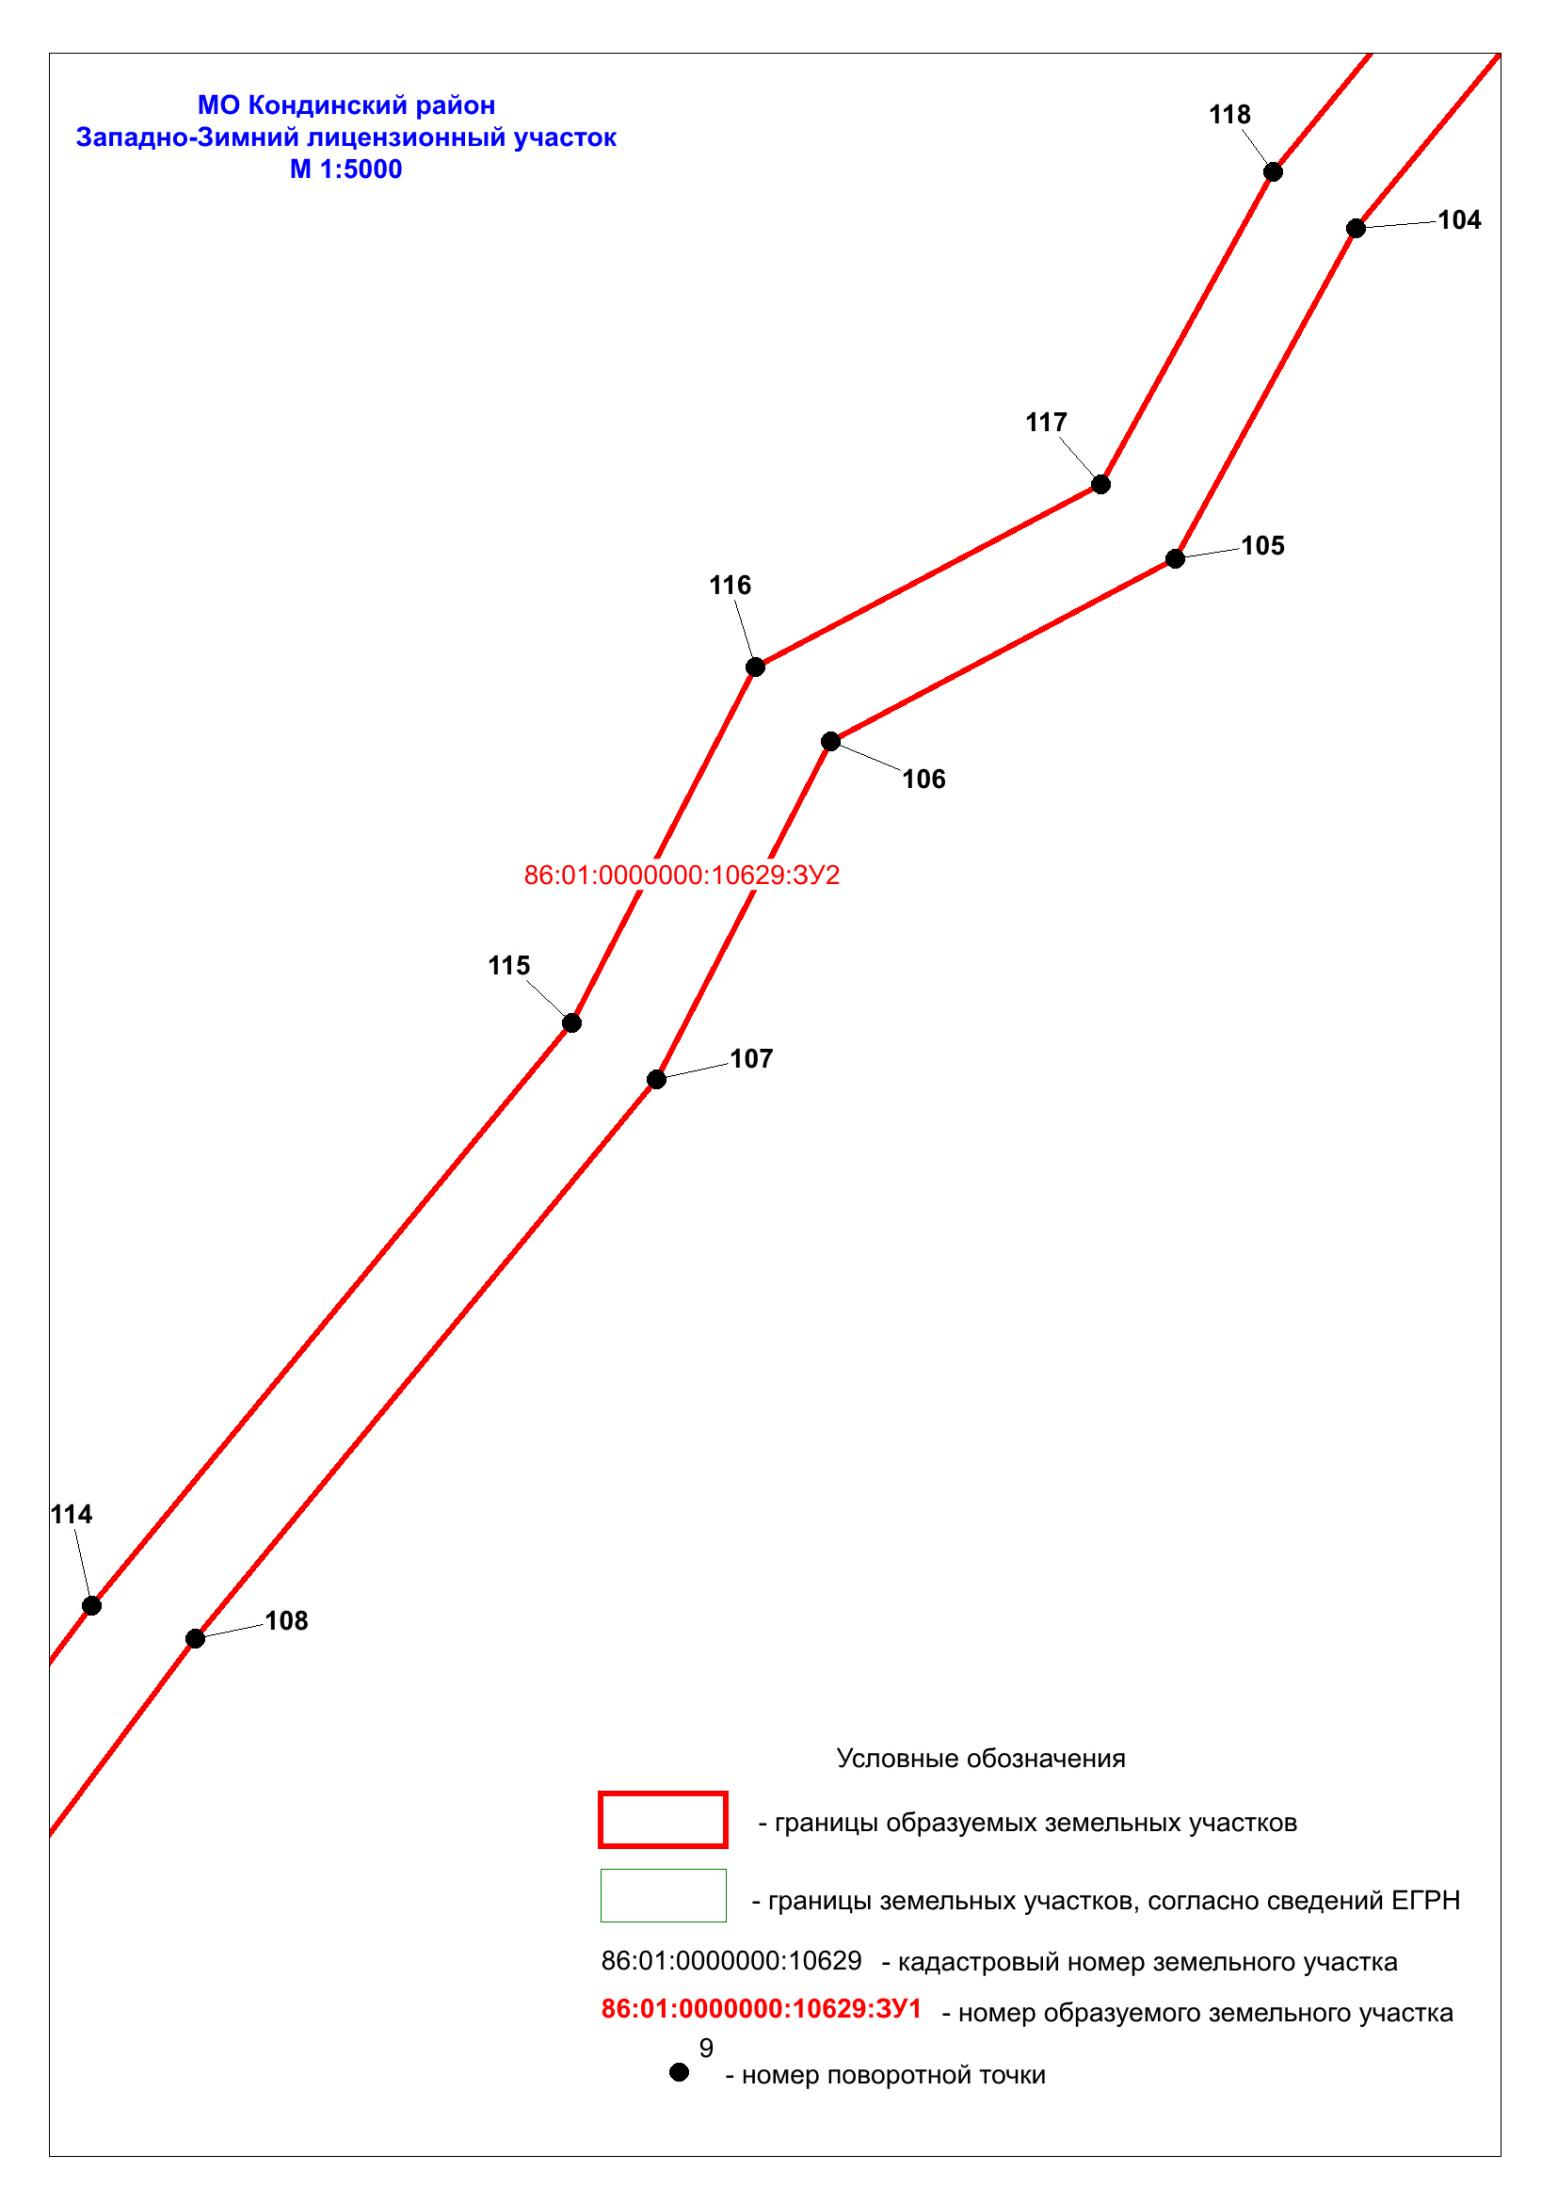 МО Кондинский район
Западно-Зимний лицензионный участок
М 1:5000
118
104
117
105
116
106
86:01:0000000:10629:ЗУ2
115
107
114
108
Условные обозначения
- границы образуемых земельных участков
- границы земельных участков, согласно сведений ЕГРН
86:01:0000000:10629 - кадастровый номер земельного участка
86:01:0000000:10629:ЗУ1 - номер образуемого земельного участка
9
- номер поворотной точки